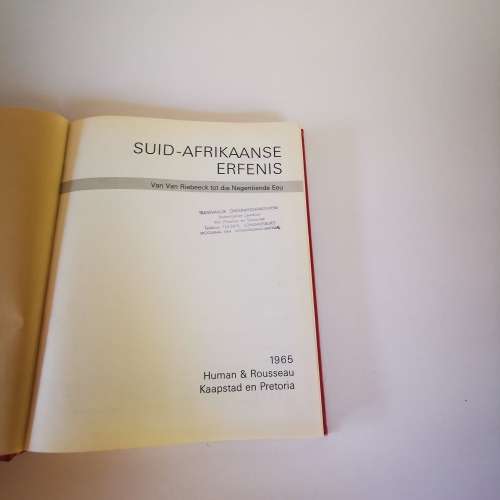 SUID-AFRIKAANSE
ERFENIS
Van Van Riebeeck tot die Negentiende Eeu
1965
Human & Rousseau
Kaapstad en Pretoria